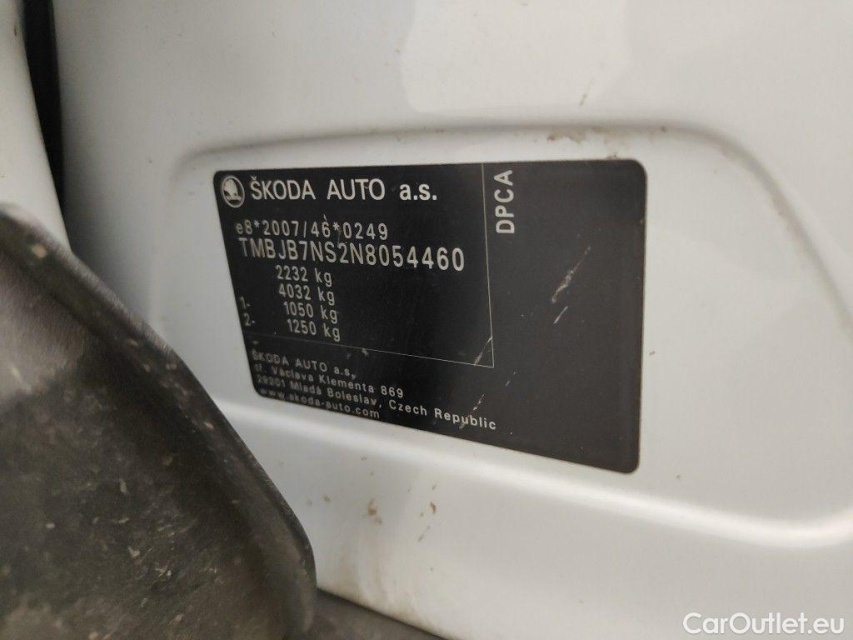 ŠKODA AUTO a.s.
e8*2007/46*0249
TMBJB7NS2N8054460
2232 kg
4032 kg
1- 1050 kg
2- 1250 kg
DPCA
ŠKODA AUTO a.s,
tř. Václava Klementa 869
29301 Mladá Boleslav, Czech Republic
www.skoda-auto.com
CarOutlet.eu